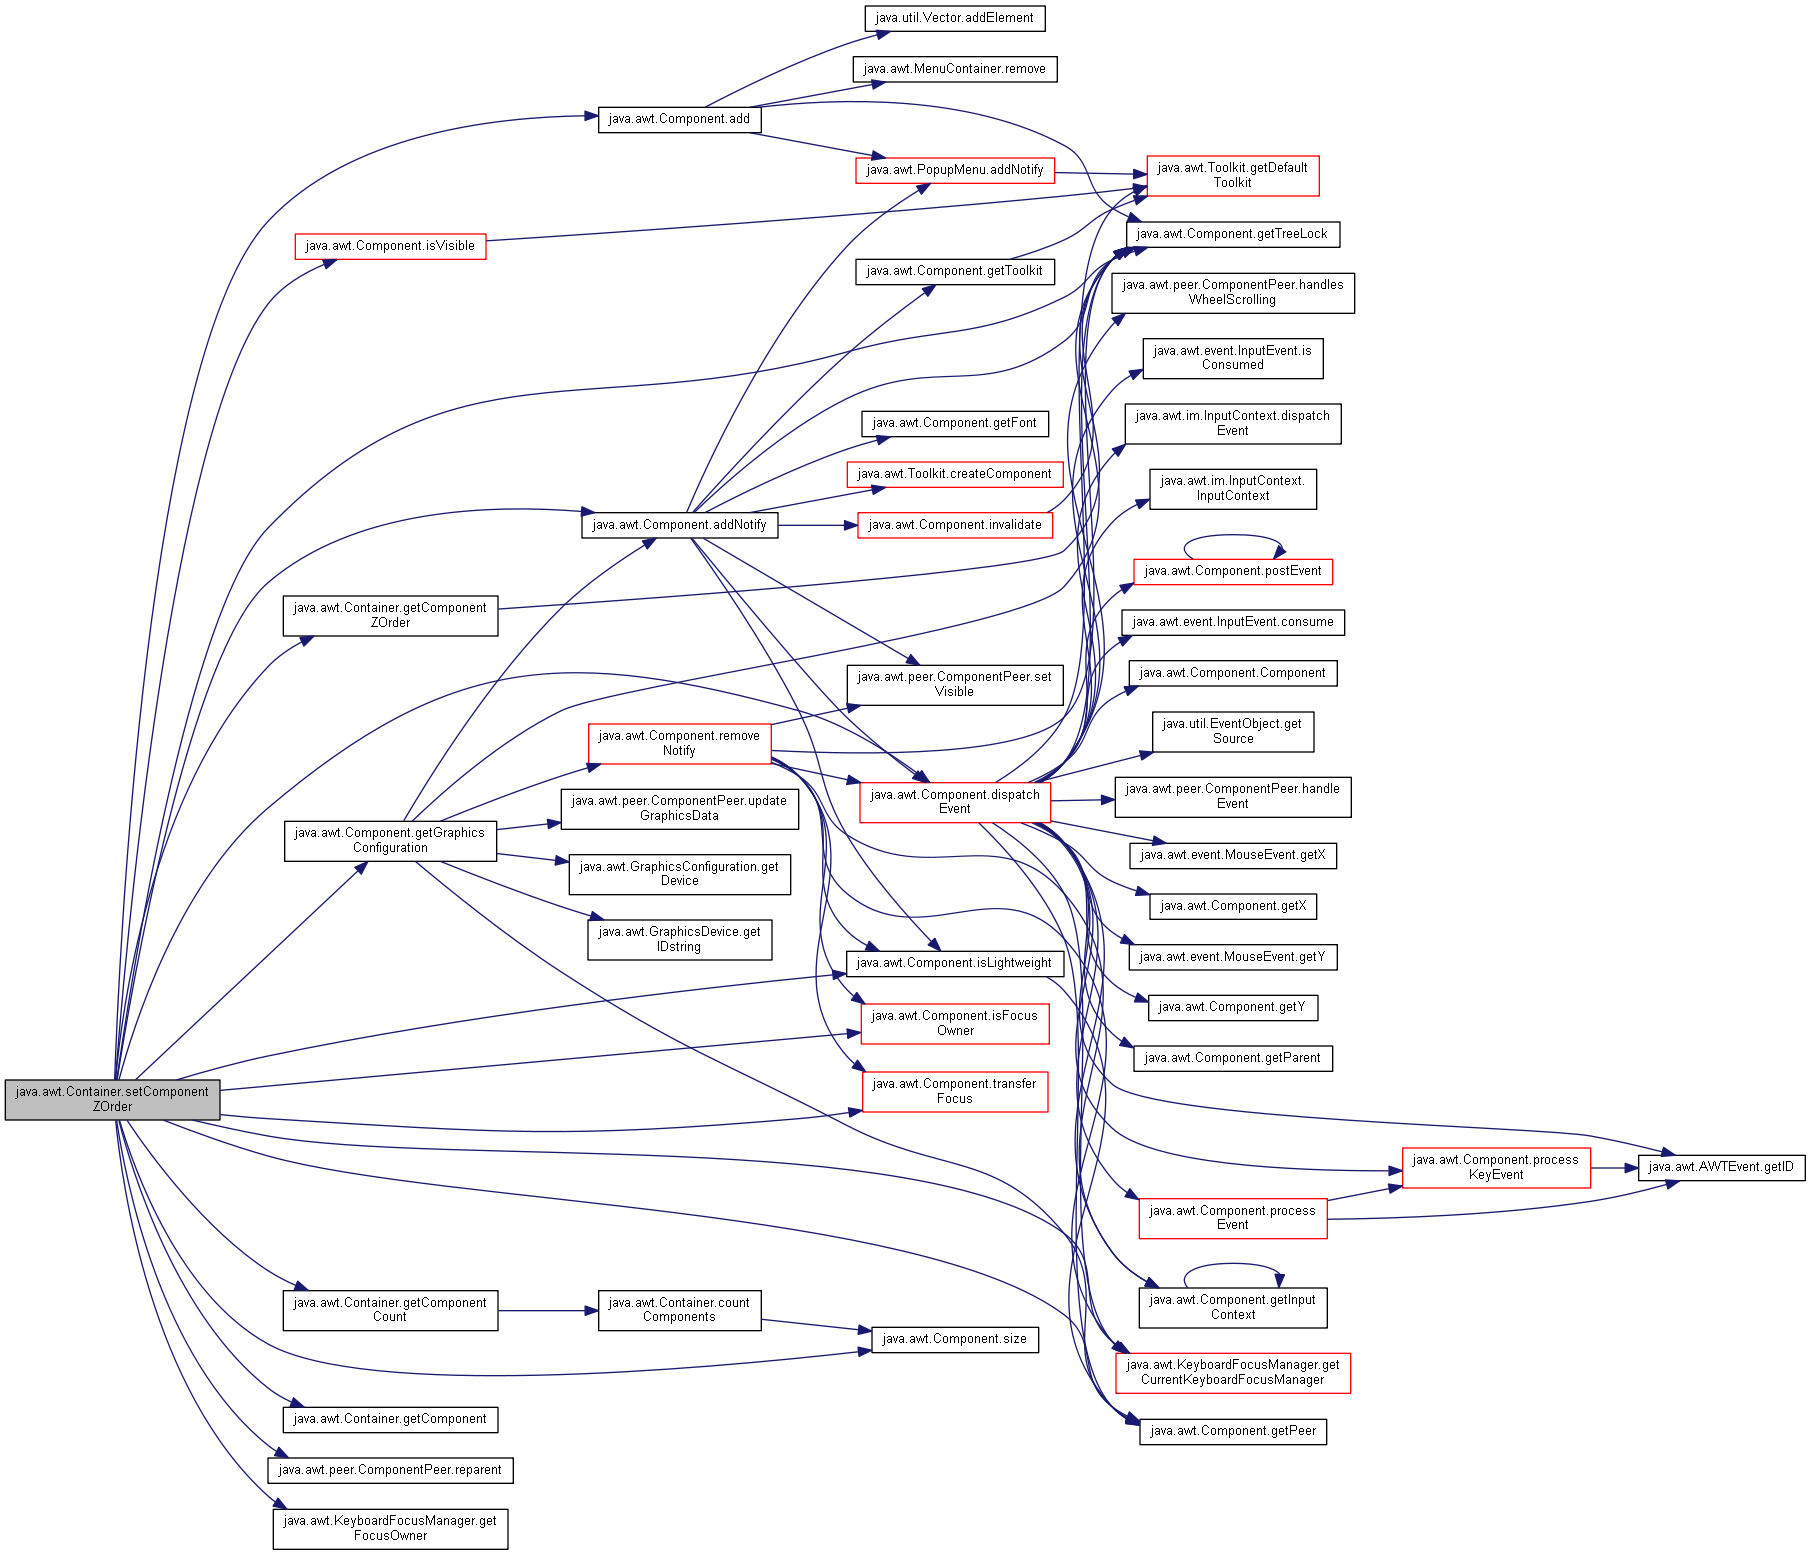 java.util.Vector.addElement
java.awt.MenuContainer.remove
java.awt.Component.add
java.awt.PopupMenu.addNotify
java.awt.Toolkit.getDefault
Toolkit
java.awt.Component.getTreeLock
java.awt.Component.isVisible
java.awt.Component.getToolkit
java.awt.peer.ComponentPeer.handles
WheelScrolling
java.awt.event.InputEvent.is
Consumed
java.awt.im.InputContext.dispatch
Event
java.awt.Component.getFont
java.awt.Toolkit.createComponent
java.awt.im.InputContext.
InputContext
java.awt.Component.addNotify
java.awt.Component.invalidate
java.awt.Component.postEvent
java.awt.Container.getComponent
ZOrder
java.awt.event.InputEvent.consume
java.awt.Component.Component
java.awt.peer.ComponentPeer.set
Visible
java.util.EventObject.get
Source
java.awt.Component.remove
Notify
java.awt.Component.dispatch
Event
java.awt.peer.ComponentPeer.handle
Event
java.awt.peer.ComponentPeer.update
GraphicsData
java.awt.Component.getGraphics
Configuration
java.awt.event.MouseEvent.getX
java.awt.GraphicsConfiguration.get
Device
java.awt.Component.getX
java.awt.GraphicsDevice.get
IDstring
java.awt.event.MouseEvent.getY
java.awt.Component.isLightweight
java.awt.Component.getY
java.awt.Component.isFocus
Owner
java.awt.Component.getParent
java.awt.Component.transfer
Focus
java.awt.Container.setComponent
ZOrder
java.awt.Component.process
KeyEvent
java.awt.AWTEvent.getID
java.awt.Component.process
Event
java.awt.Component.getInput
Context
java.awt.Container.getComponent
Count
java.awt.Container.count
Components
java.awt.Component.size
java.awt.KeyboardFocusManager.get
CurrentKeyboardFocusManager
java.awt.Container.getComponent
java.awt.Component.getPeer
java.awt.peer.ComponentPeer.reparent
java.awt.KeyboardFocusManager.get
FocusOwner